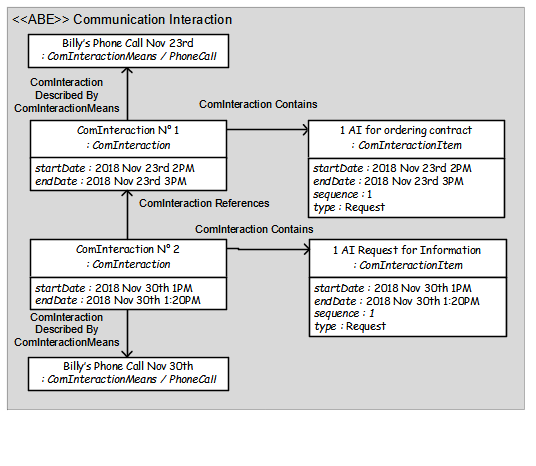 <<ABE>> Communication Interaction
Billy's Phone Call Nov 23rd
: ComInteractionMeans / PhoneCall
ComInteraction
Described By
ComInteractionMeans
ComInteraction Contains
ComInteraction N° 1
: ComInteraction
startDate : 2018 Nov 23rd 2PM
endDate : 2018 Nov 23rd 3PM
1 AI for ordering contract
: ComInteractionItem
startDate : 2018 Nov 23rd 2PM
endDate : 2018 Nov 23rd 3PM
sequence : 1
type : Request
ComInteraction References
ComInteraction Contains
ComInteraction N° 2
: ComInteraction
startDate : 2018 Nov 30th 1PM
endDate : 2018 Nov 30th 1:20PM
1 AI Request for Information
: ComInteractionItem
startDate : 2018 Nov 30th 1PM
endDate : 2018 Nov 30th 1:20PM
sequence : 1
type : Request
ComInteraction
Described By
ComInteractionMeans
Billy's Phone Call Nov 30th
: ComInteractionMeans / PhoneCall